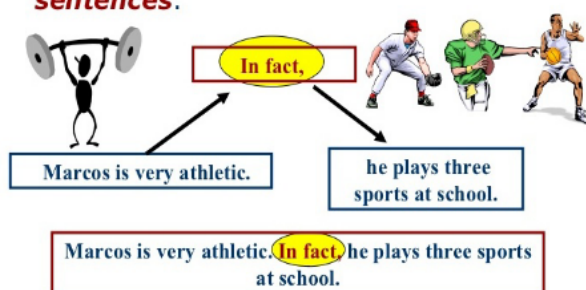 sentences.
In fact,
Marcos is very athletic.
he plays three
sports at school.
Marcos is very athletic. In fact, he plays three sports
at school.